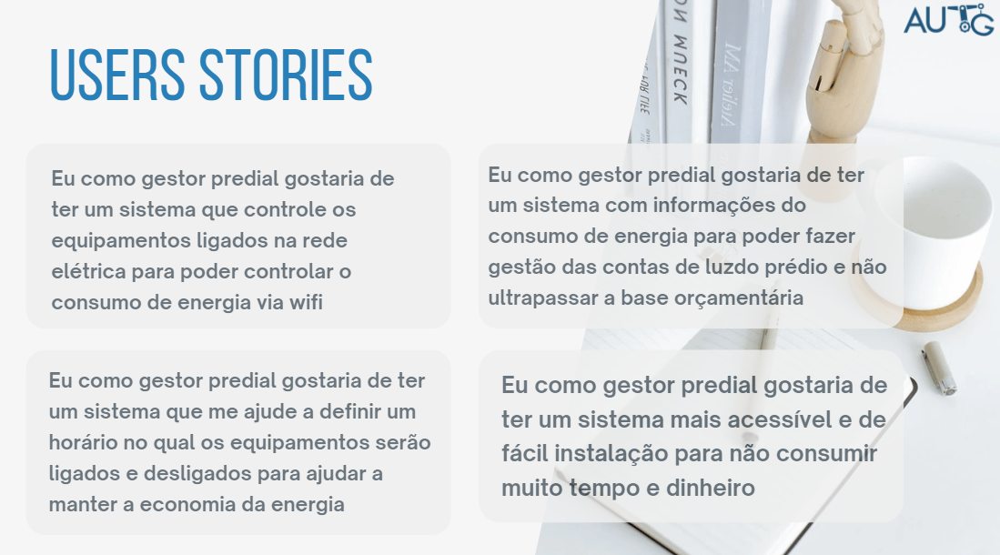 AUTG
USERS STORIES
ON MUECK
Eu como gestor predial gostaria de
ter um sistema que controle os
equipamentos ligados na rede
elétrica para poder controlar o
consumo de energia via wifi
Eu como gestor predial gostaria de ter
um sistema com informações do
consumo de energia para poder fazer
gestão das contas de luzdo prédio e não
ultrapassar a base orçamentária
Eu como gestor predial gostaria de ter
um sistema que me ajude a definir um
horário no qual os equipamentos serão
ligados e desligados para ajudar a
manter a economia da energia
Eu como gestor predial gostaria de
ter um sistema mais acessível e de
fácil instalação para não consumir
muito tempo e dinheiro